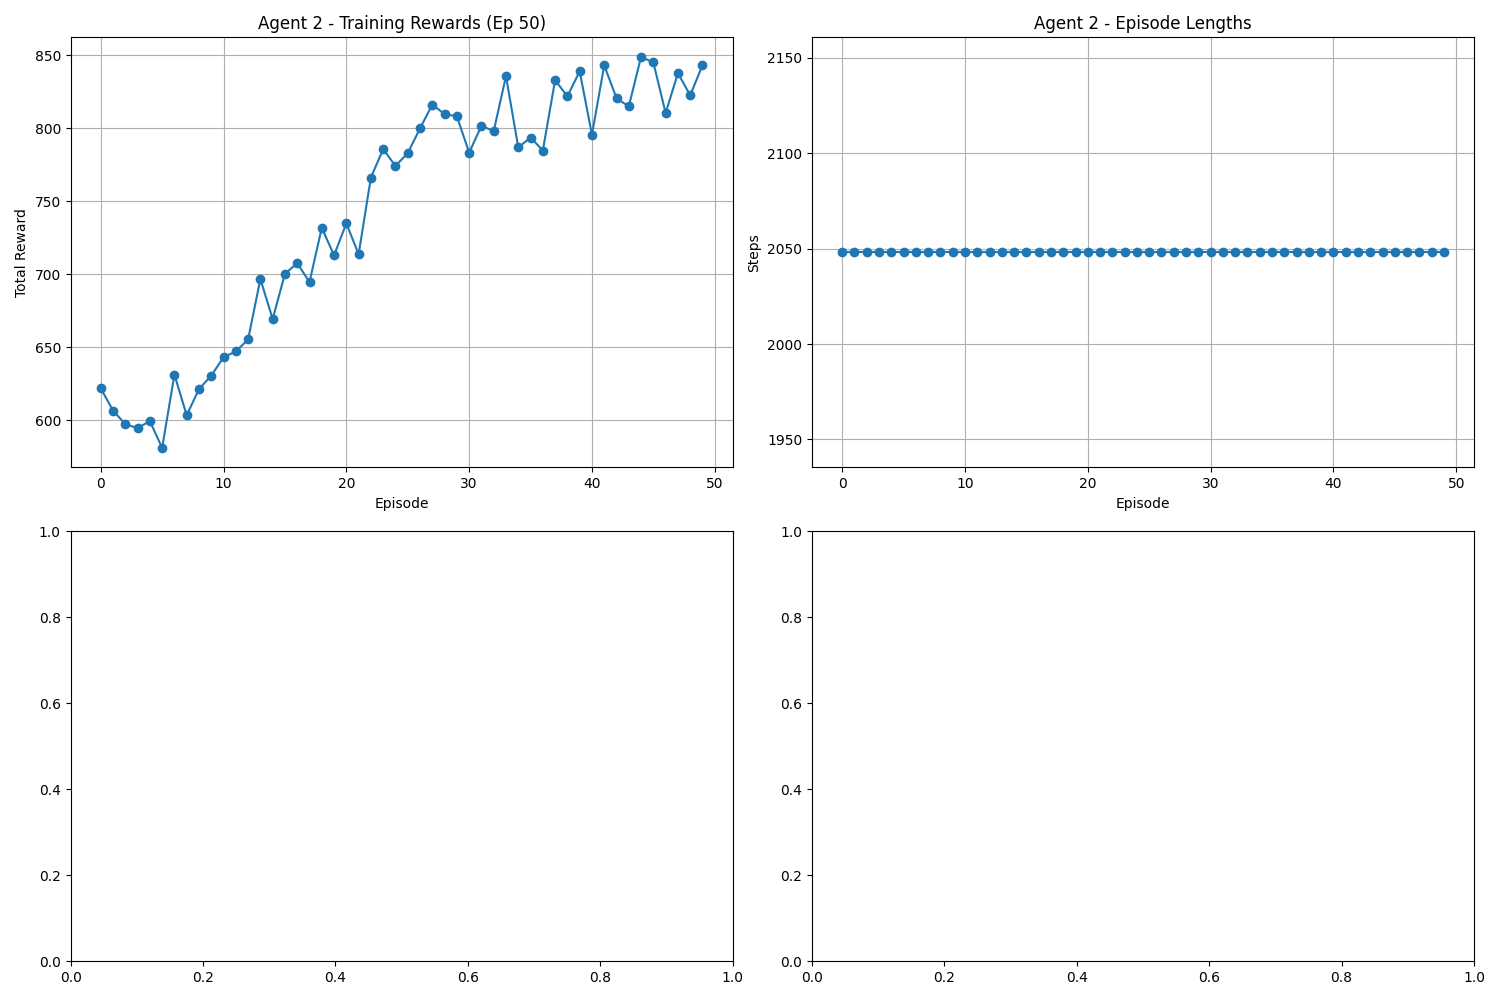 Agent 2 - Training Rewards (Ep 50)
850
800
750
700
650
600
Total Reward
0 10 20 30 40 50
Episode
Agent 2 - Episode Lengths
2150
2100
2050
2000
1950
Steps
0 10 20 30 40 50
Episode
1.0
0.8
0.6
0.4
0.2
0.0
0.0 0.2 0.4 0.6 0.8 1.0
1.0
0.8
0.6
0.4
0.2
0.0
0.0 0.2 0.4 0.6 0.8 1.0